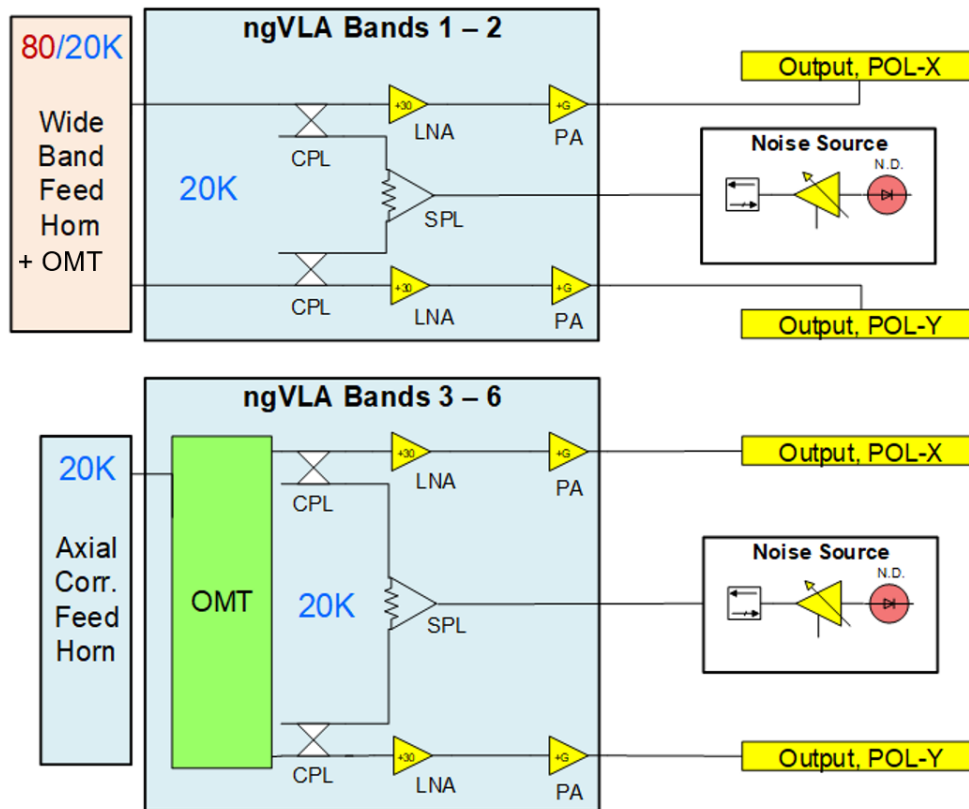 ngVLA Bands 1 – 2
80/20K
Wide
Band
Feed
Horn
+ OMT
20K
CPL
+30
LNA
+G
PA
SPL
CPL
+30
LNA
+G
PA
Output, POL-X
Noise Source
N.D.
Output, POL-Y
ngVLA Bands 3 – 6
20K
Axial
Corr.
Feed
Horn
OMT
20K
CPL
+30
LNA
+G
PA
SPL
CPL
+30
LNA
+G
PA
Output, POL-X
Noise Source
N.D.
Output, POL-Y